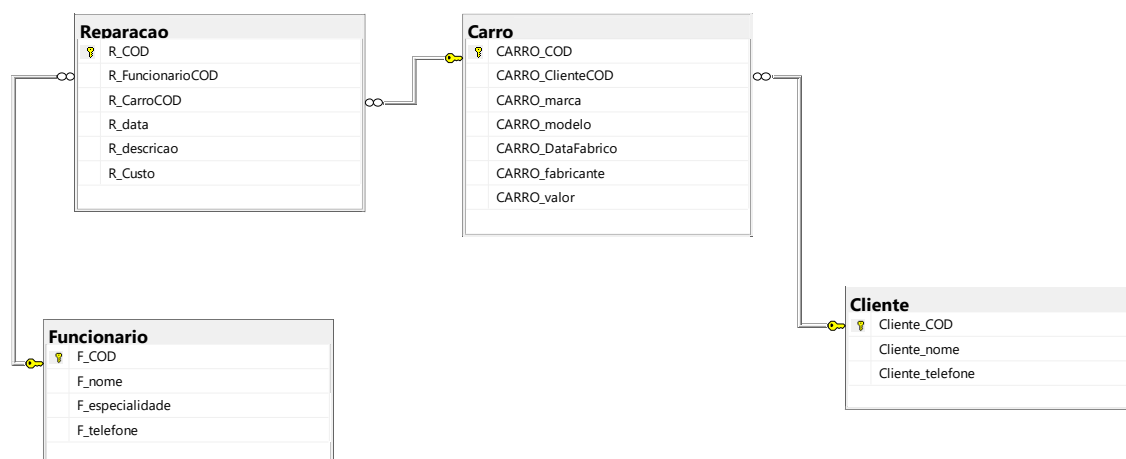 Reparacao
R_COD
R_FuncionarioCOD
R_CarroCOD
R_data
R_descricao
R_Custo
Carro
CARRO_COD
CARRO_ClienteCOD
CARRO_marca
CARRO_modelo
CARRO_DataFabrico
CARRO_fabricante
CARRO_valor
Funcionario
F_COD
F_nome
F_especialidade
F_telefone
Cliente
Cliente_COD
Cliente_nome
Cliente_telefone